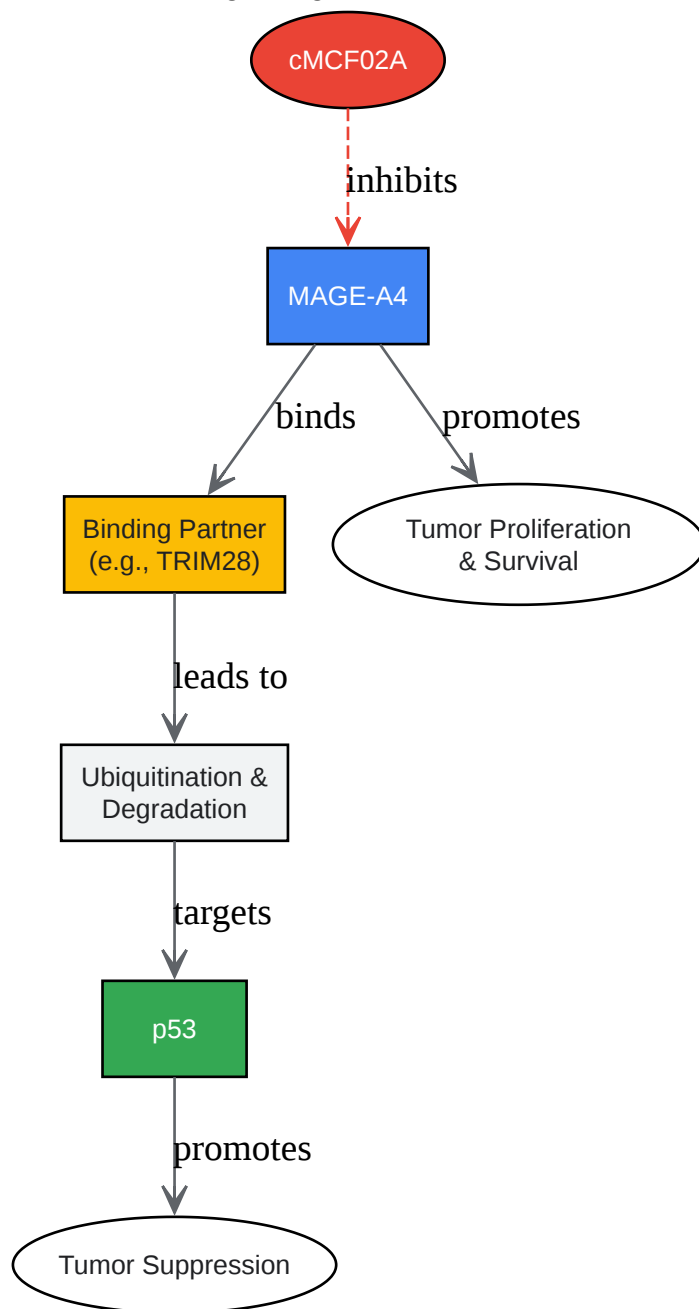 cMCF02A
inhibits
MAGE-A4
binds
promotes
Binding Partner
(e.g., TRIM28)
Tumor Proliferation
& Survival
leads to
Ubiquitination &
Degradation
targets
p53
promotes
Tumor Suppression